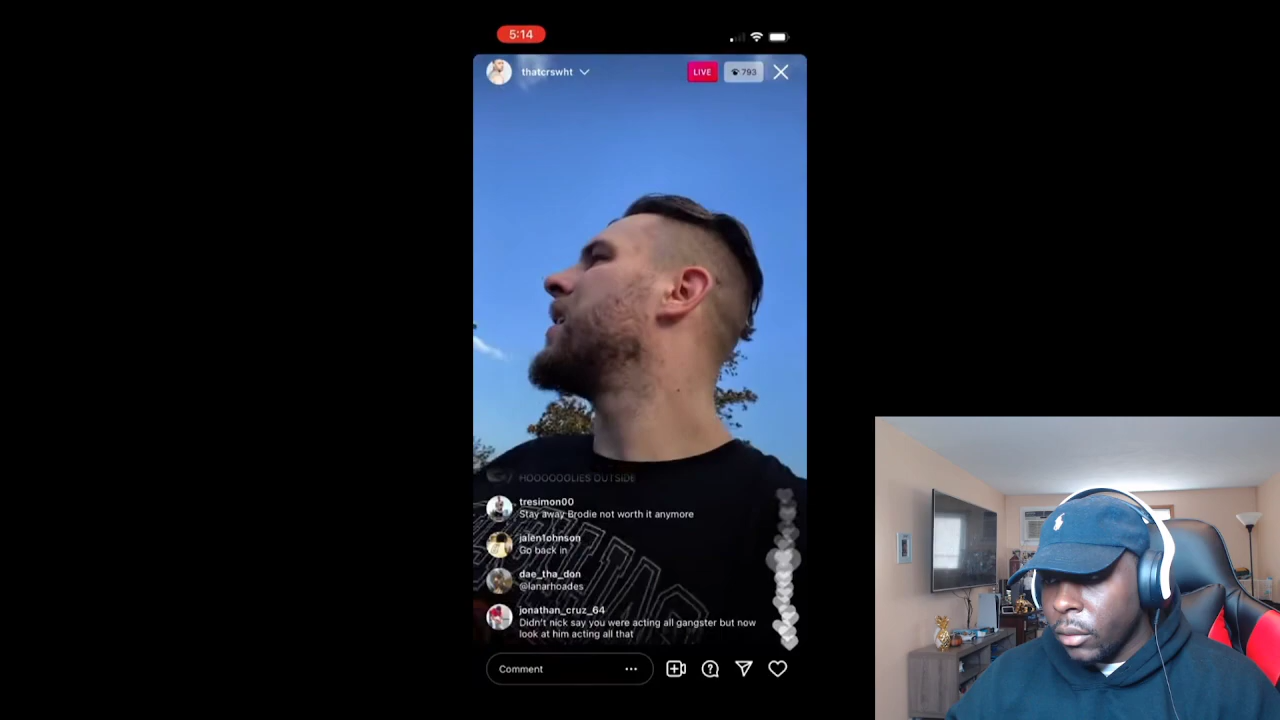 5:14
thatcrswht
LIVE
793
HOOOOOOLIES OUTSIDE
tresimon00
Stay away Brodie not worth it anymore
jalen1ohnson
Go back in
dae_tha_don
@lanarhoades
jonathan_cruz_64
Didn't nick say you were acting all gangster but now
look at him acting all that
Comment